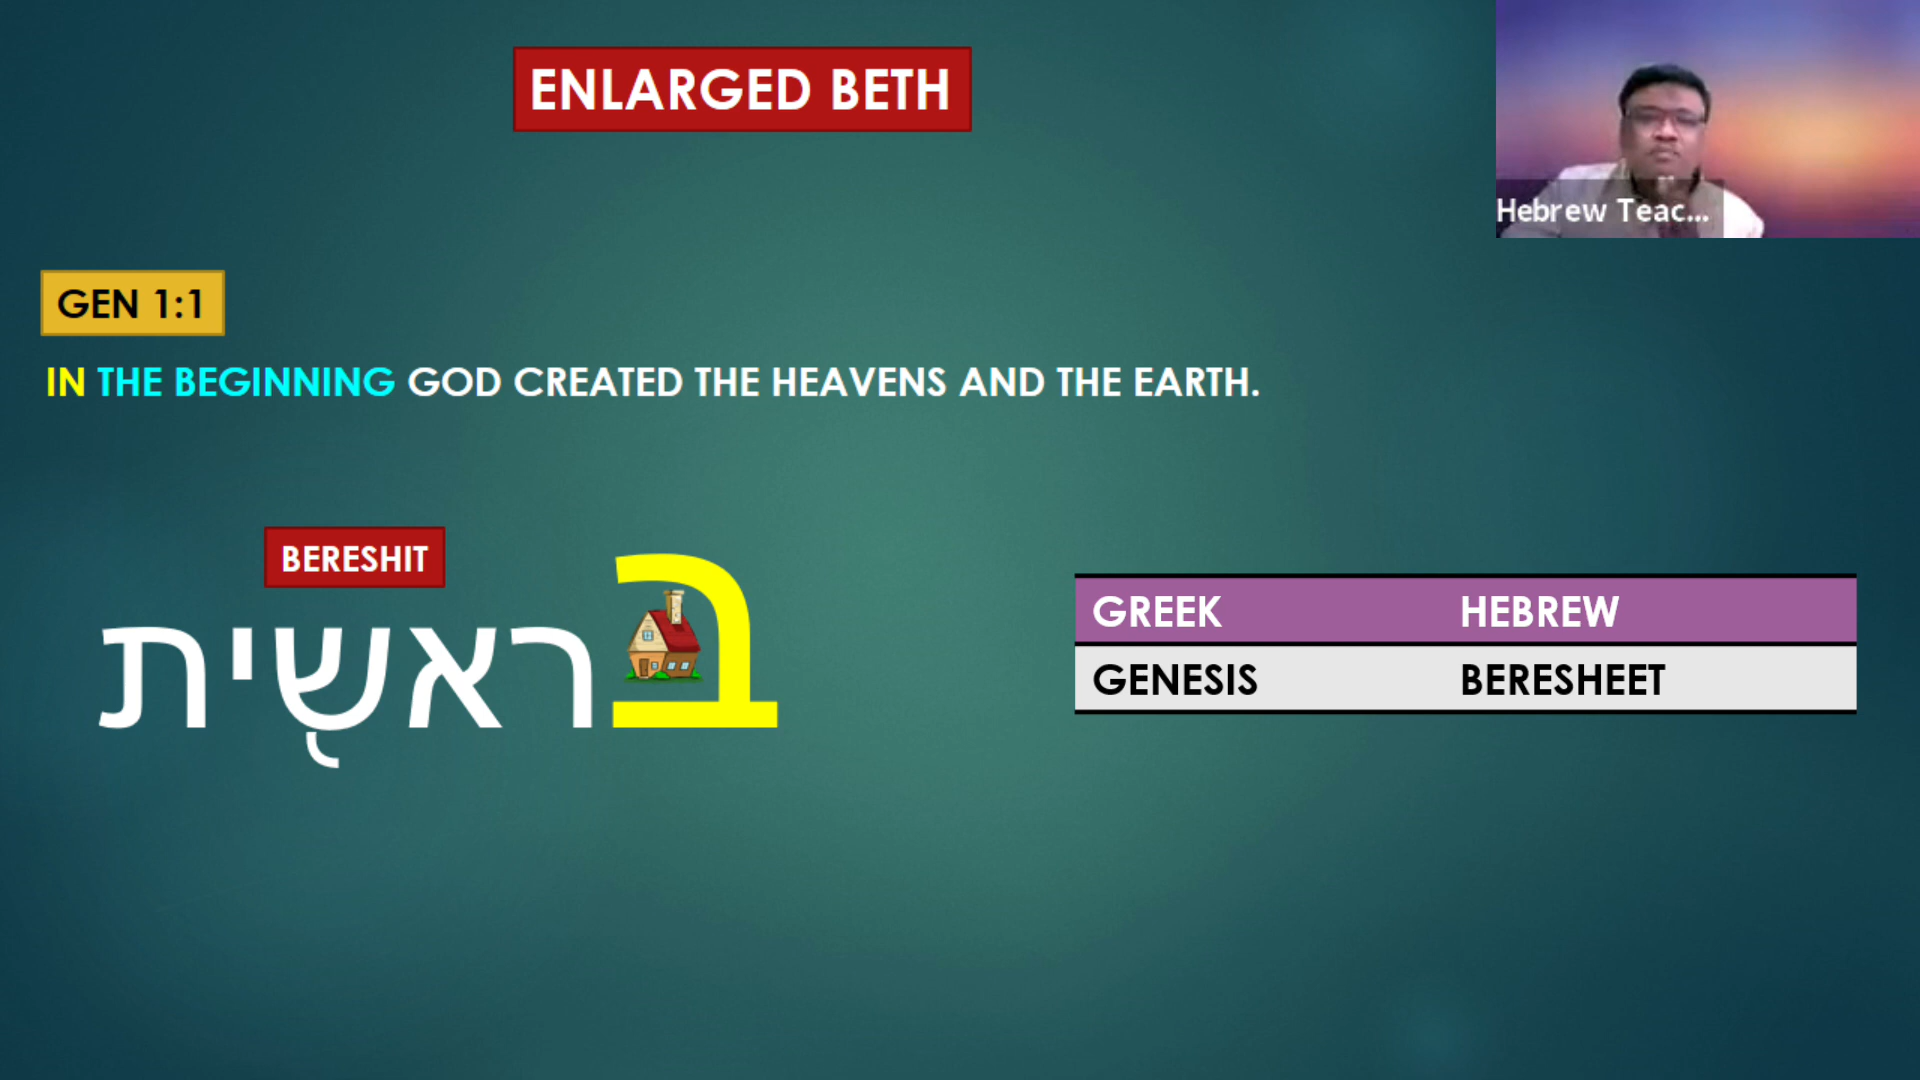 ENLARGED BETH
Hebrew Teac...
GEN 1:1
IN THE BEGINNING GOD CREATED THE HEAVENS AND THE EARTH.
BERESHIT
בראש֖ית
GREEK HEBREW
GENESIS BERESHEET